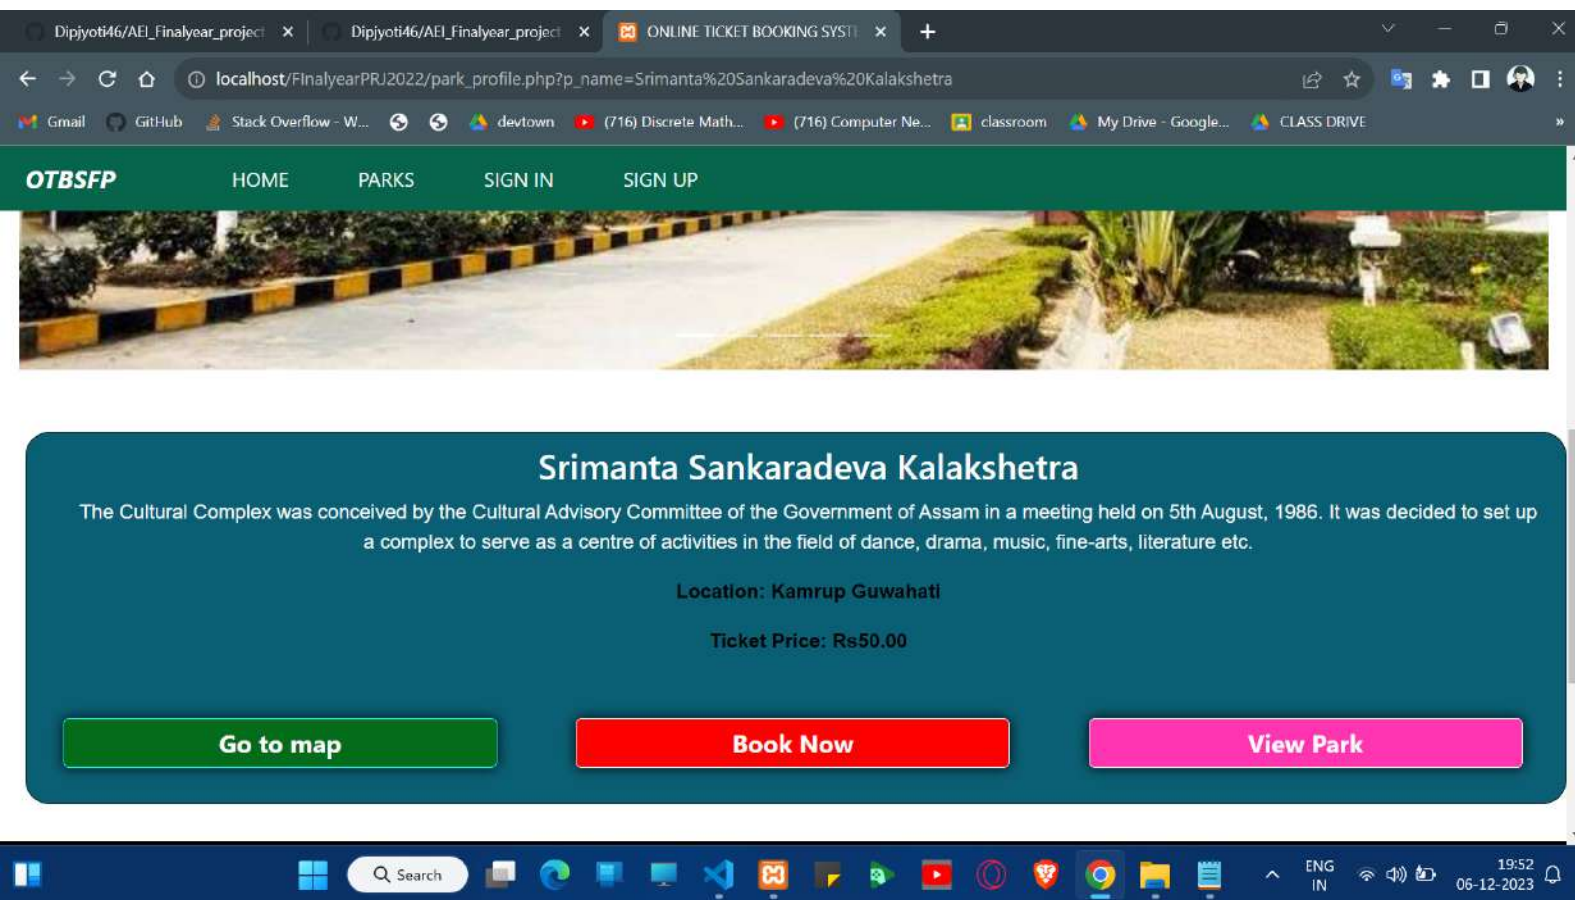 Dipjyoti46/AEI_Finalyear_project
Dipjyoti46/AEI_Finalyear_project
ONLINE TICKET BOOKING SYSTE
localhost/FInalyearPRJ2022/park_profile.php?p_name=Srimanta%20Sankaradeva%20Kalakshetra
Gmail GitHub Stack Overflow - W... devtown (716) Discrete Math... (716) Computer Ne... classroom My Drive - Google... CLASS DRIVE »
OTBSFP HOME PARKS SIGN IN SIGN UP
Srimanta Sankaradeva Kalakshetra
The Cultural Complex was conceived by the Cultural Advisory Committee of the Government of Assam in a meeting held on 5th August, 1986. It was decided to set up
a complex to serve as a centre of activities in the field of dance, drama, music, fine-arts, literature etc.
Location: Kamrup Guwahati
Ticket Price: Rs50.00
Go to map Book Now View Park
Search
ENG
IN
19:52
06-12-2023